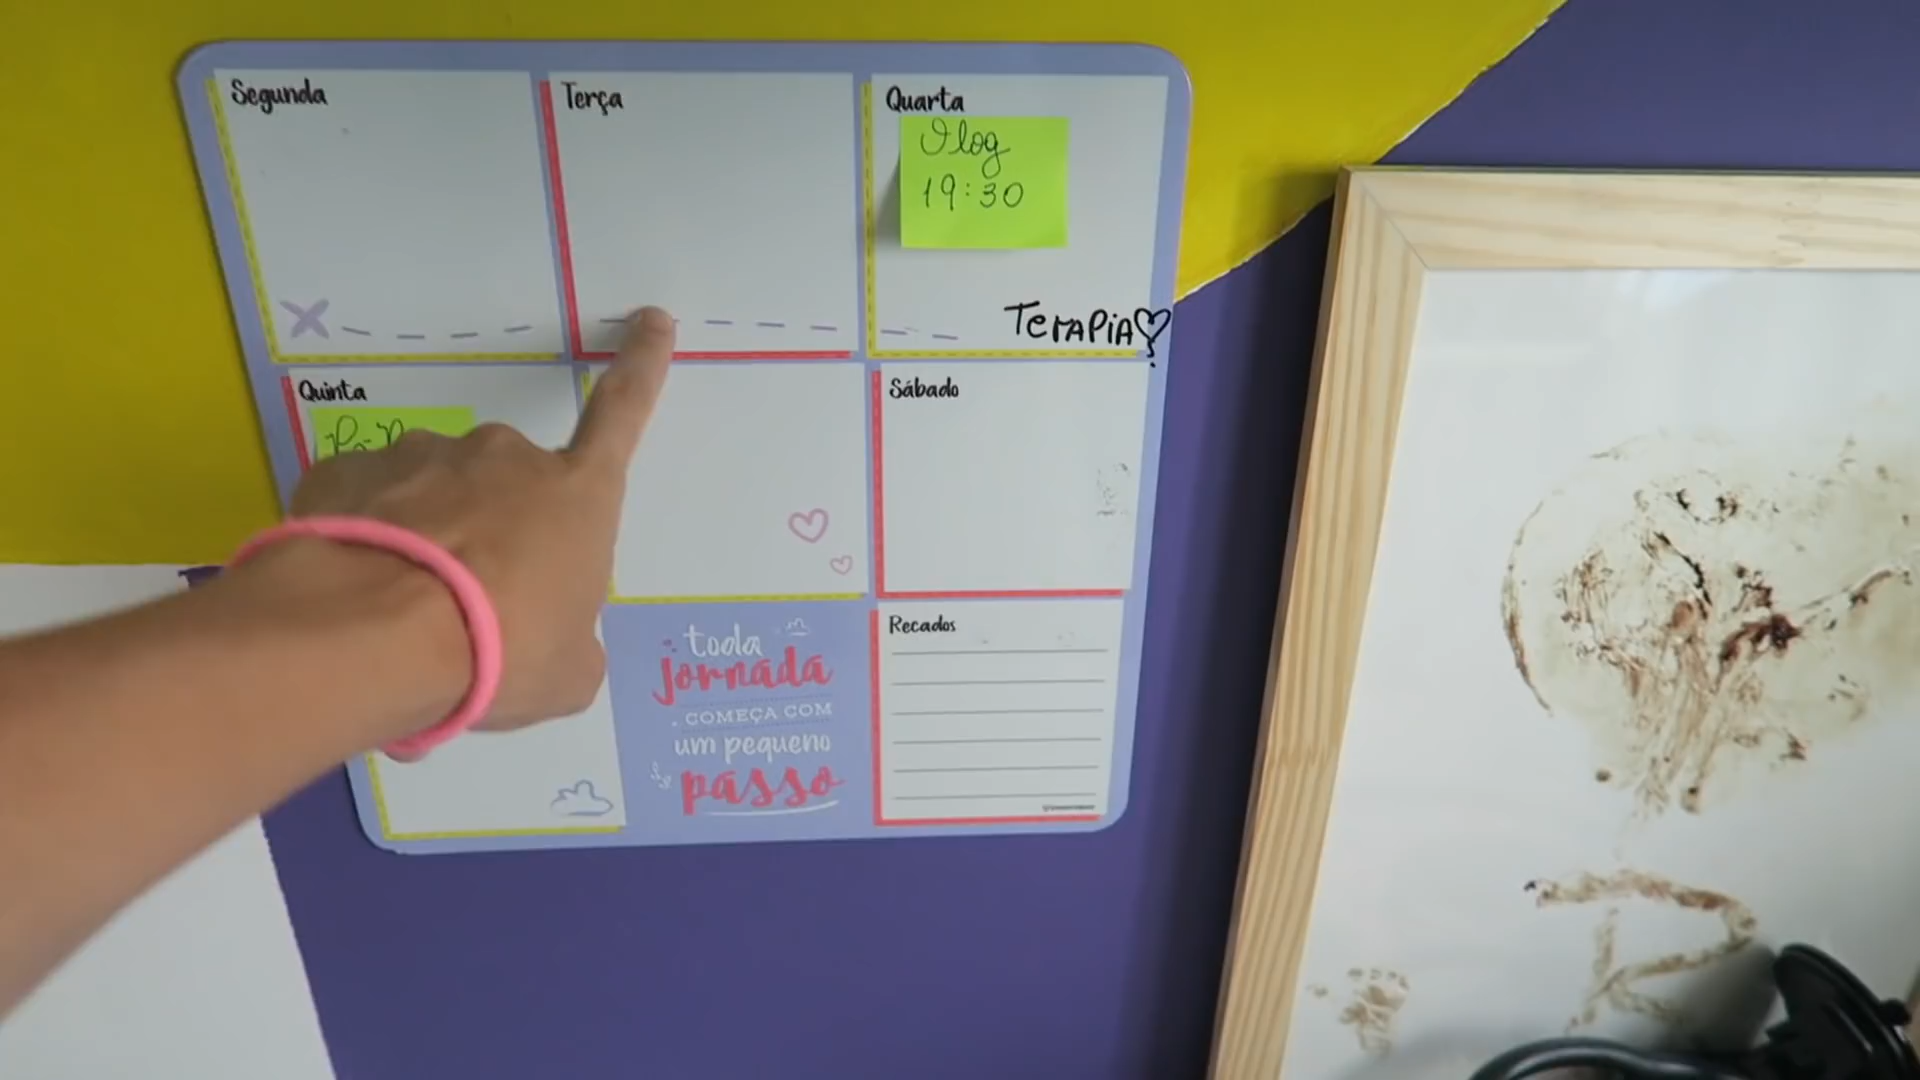 Segunda
Terça
Quarta
Vlog
19:30
Terapia
Quinta
Sábado
toda
jornada
COMEÇA COM
um pequeno
passo
Recados